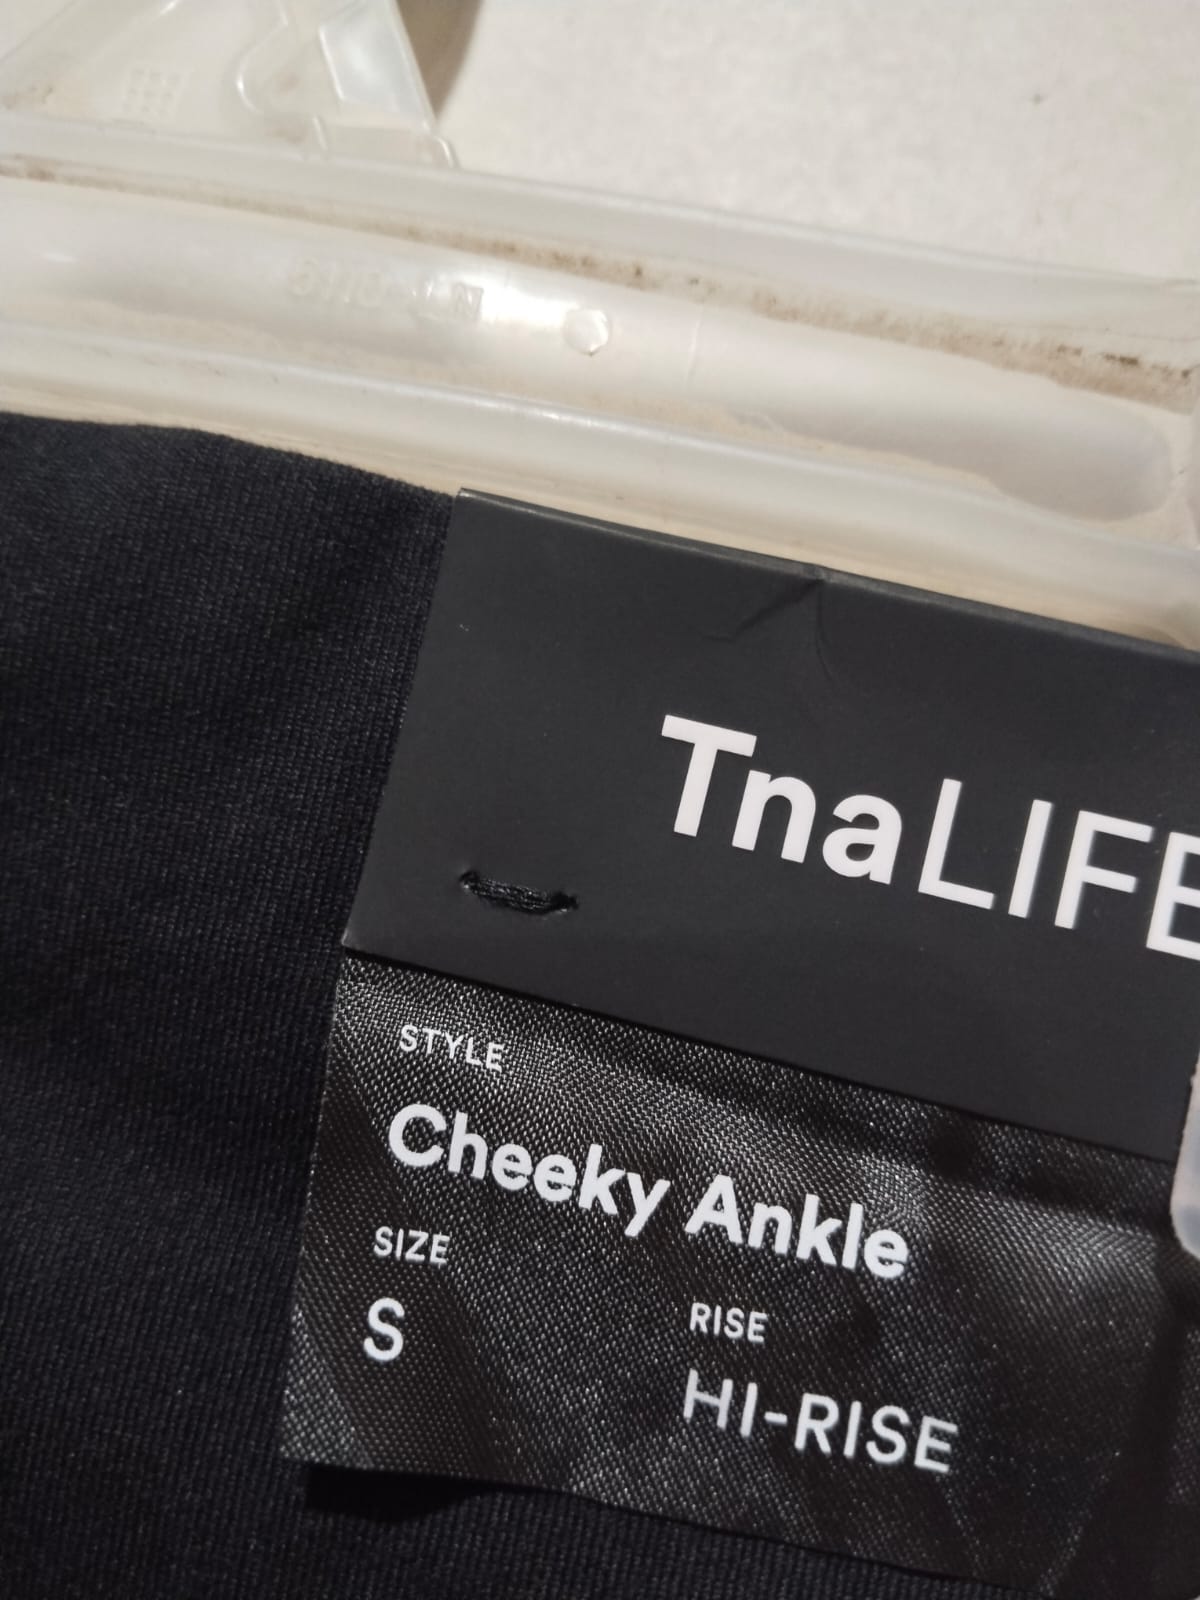 TnaLIFE
STYLE
Cheeky Ankle
SIZE
S
RISE
HI-RISE